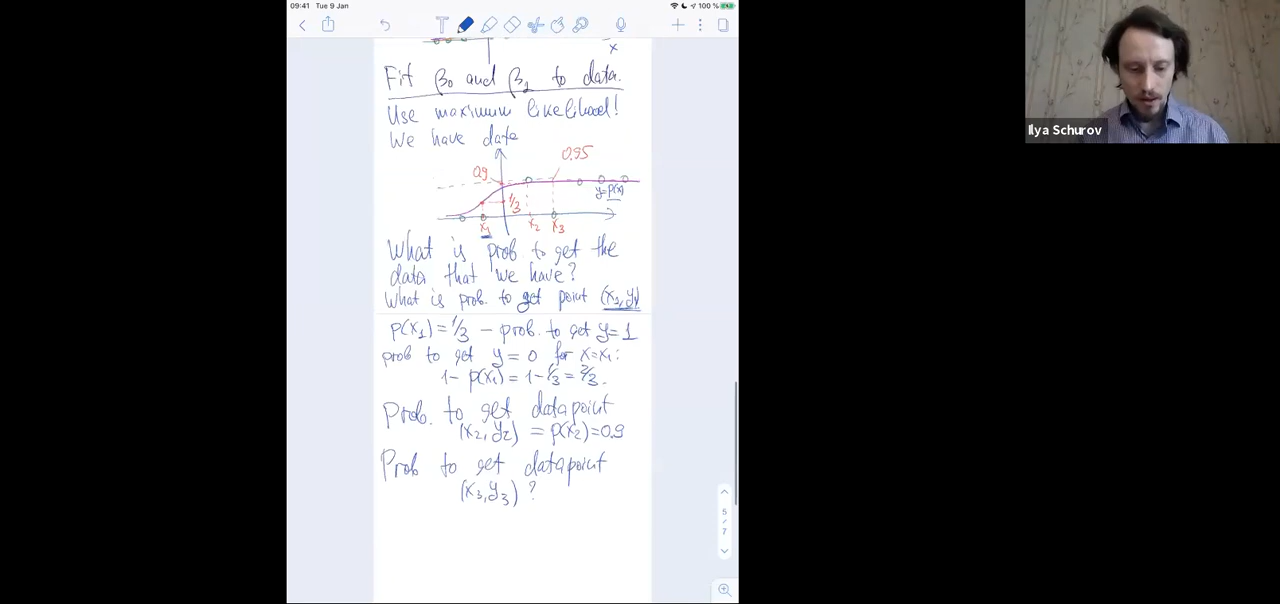 09:41 Tue 9 Jan
100 %
x
Fit β0 and β1 to data.
Use maximum likelihood!
We have data
0.9
0.95
1/3
y=p(x)
x1 x2 x3
What is prob to get the
data that we have?
What is prob. to get point (x1,y1)
p(x1)=1/3 — prob. to get y=1
prob to get y=0 for x=x1:
1-p(x1)=1-1/3=2/3.
Prob. to get datapoint
(x2,y2) = p(x2)=0.9
Prob to get datapoint
(x3,y3) ?
5
/
7
Ilya Schurov